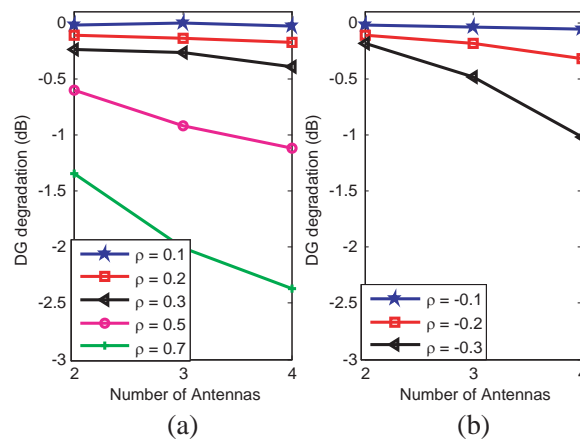 0
-0.5
-1
-1.5
-2
-2.5
-3
DG degradation (dB)
ρ = 0.1
ρ = 0.2
ρ = 0.3
ρ = 0.5
ρ = 0.7
2 3 4
Number of Antennas
(a)
0
-0.5
-1
-1.5
-2
-2.5
-3
DG degradation (dB)
ρ = -0.1
ρ = -0.2
ρ = -0.3
2 3 4
Number of Antennas
(b)